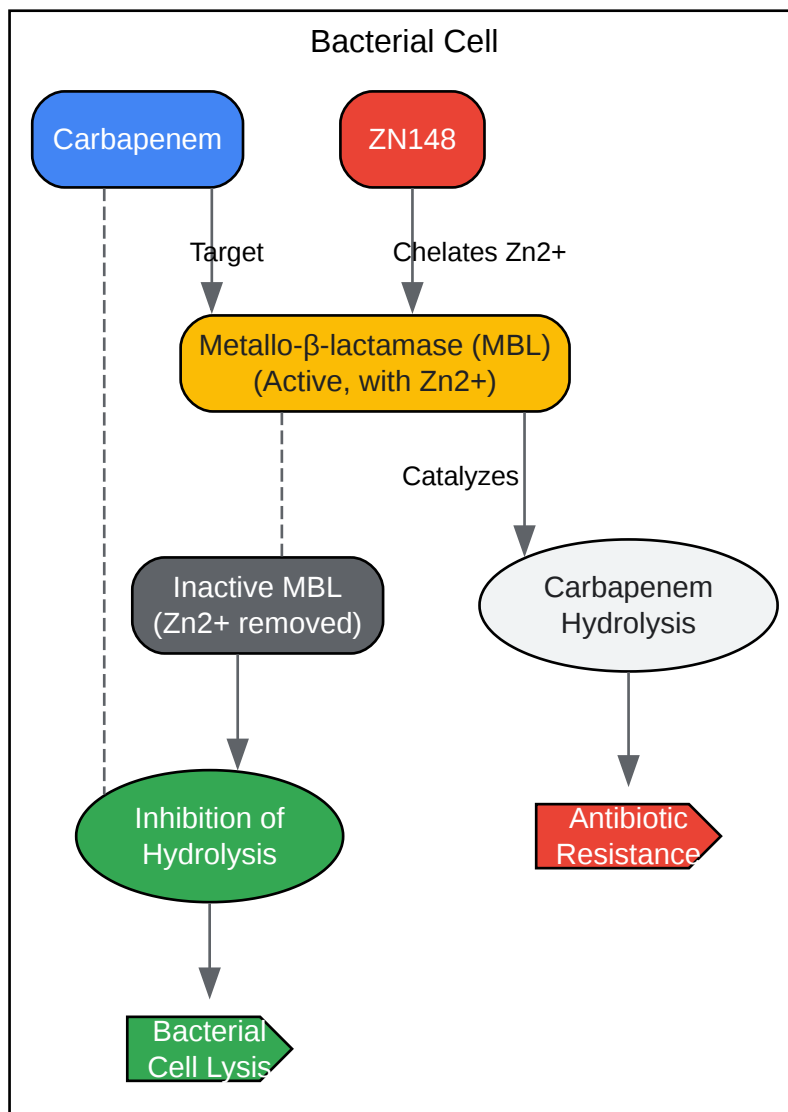 Bacterial Cell
Carbapenem
ZN148
Target
Chelates Zn2+
Metallo-β-lactamase (MBL)
(Active, with Zn2+)
Catalyzes
Inactive MBL
(Zn2+ removed)
Carbapenem
Hydrolysis
Inhibition of
Hydrolysis
Antibiotic
Resistance
Bacterial
Cell Lysis